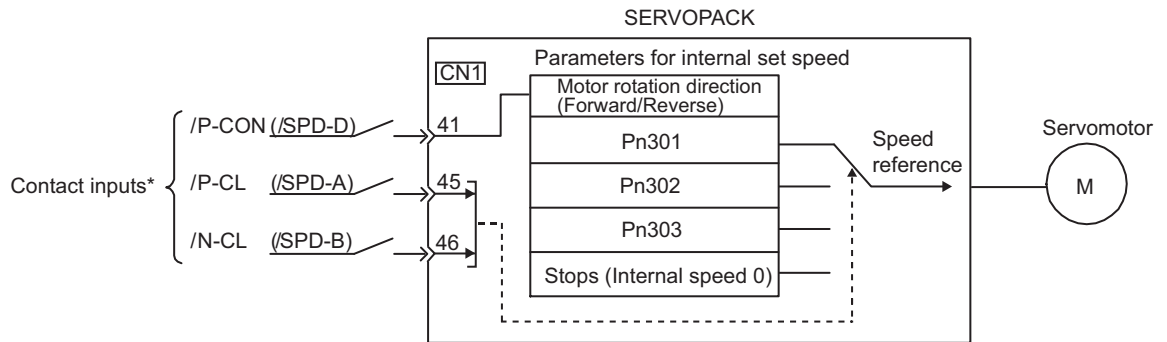 SERVOPACK
Parameters for internal set speed
CN1
Motor rotation direction
(Forward/Reverse)
/P-CON (/SPD-D)
41
Pn301
Speed
reference
Servomotor
Contact inputs*
/P-CL (/SPD-A)
45
Pn302
M
/N-CL (/SPD-B)
46
Pn303
Stops (Internal speed 0)